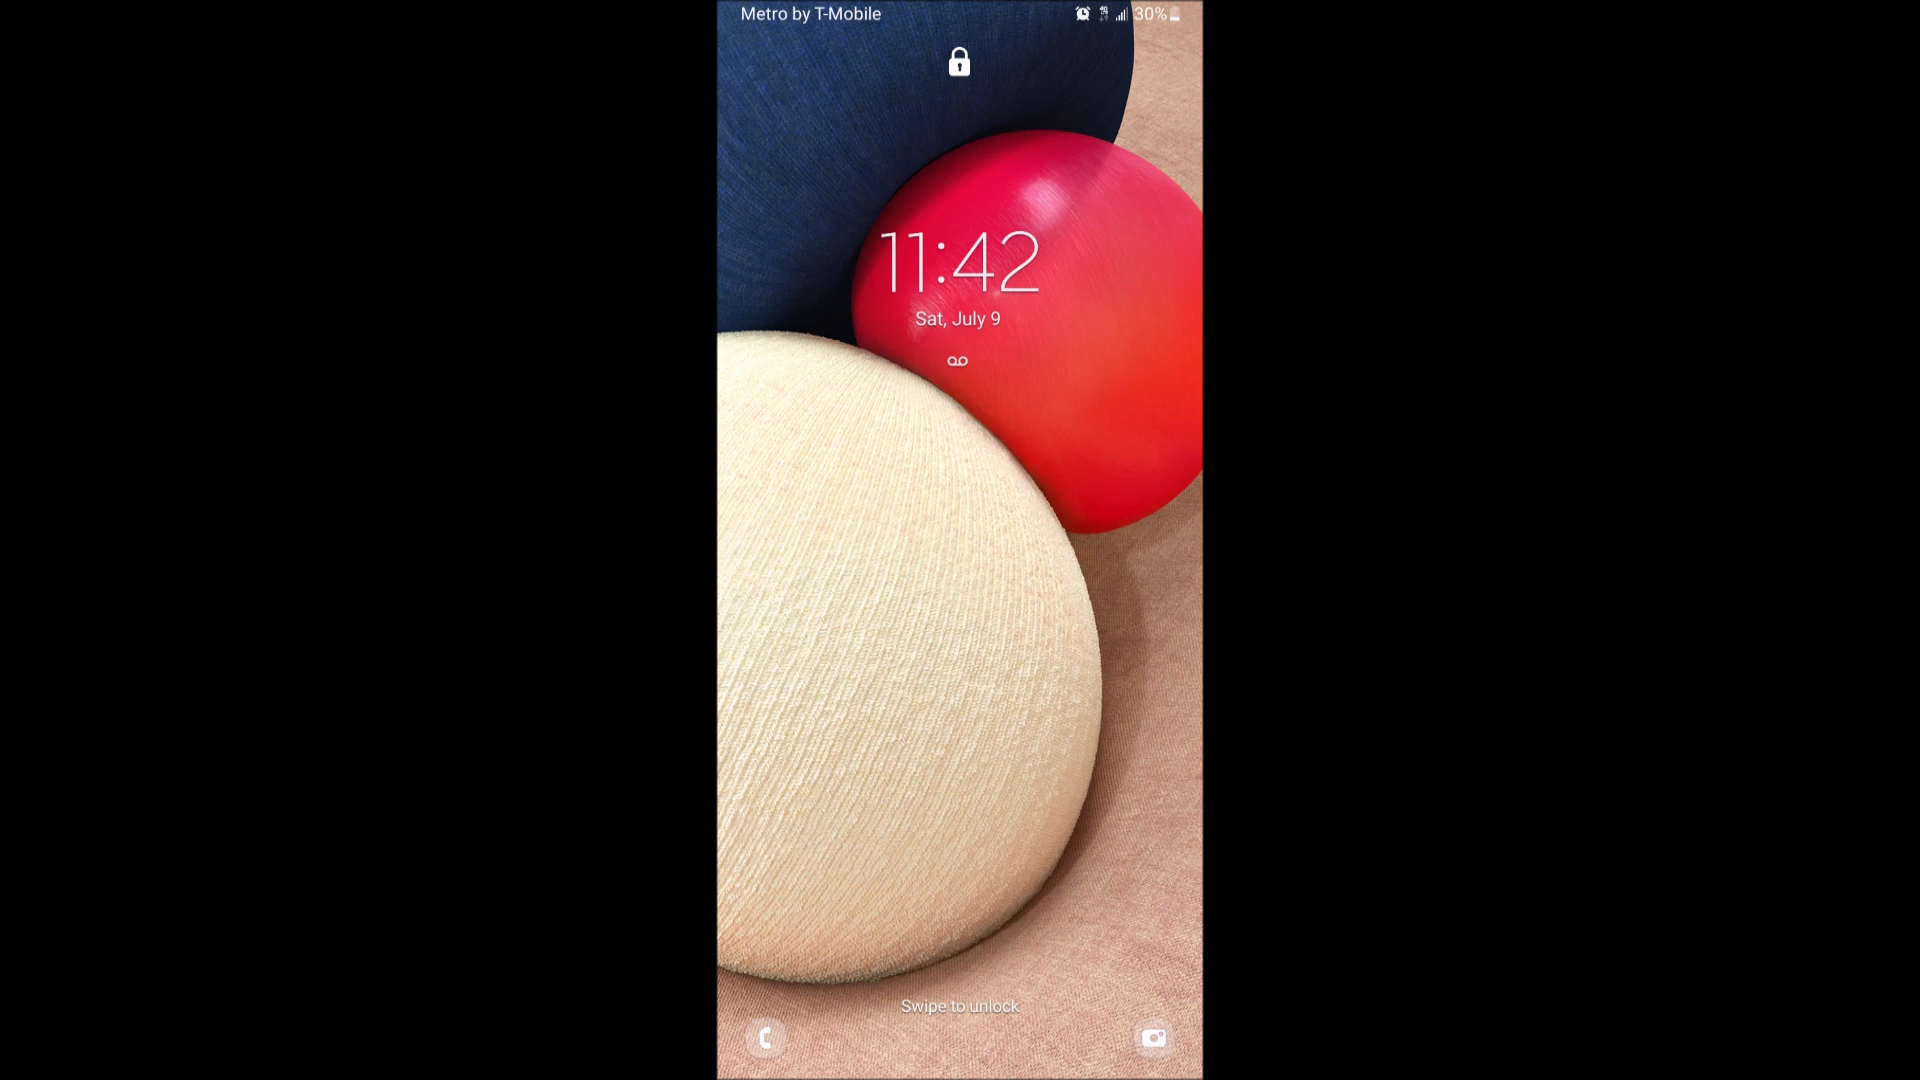 Metro by T-Mobile 30%
11:42
Sat, July 9
Swipe to unlock